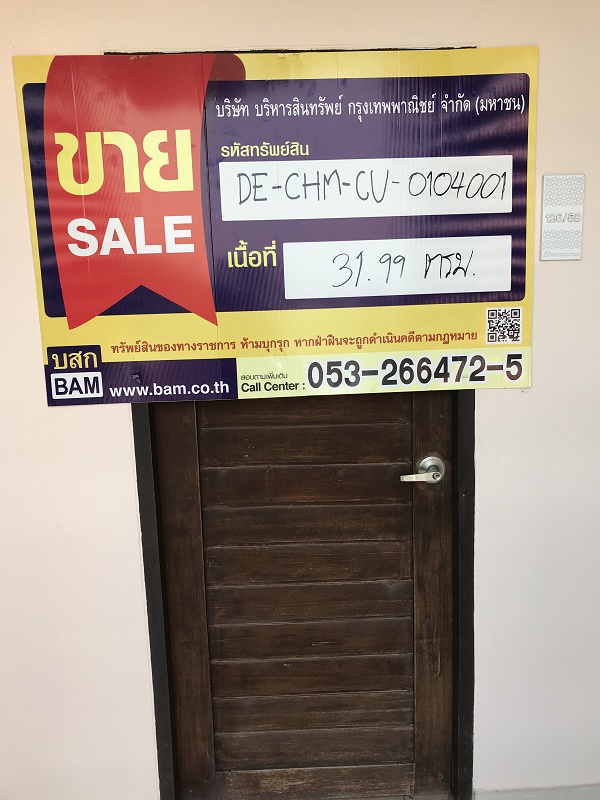 บริษัท บริหารสินทรัพย์ กรุงเทพพาณิชย์ จำกัด (มหาชน)
ขาย
SALE
รหัสทรัพย์สิน
DE-CHM-CU-0104001
เนื้อที่
31.99 ตรม.
ทรัพย์สินของทางราชการ ห้ามบุกรุก หากฝ่าฝืนจะถูกดำเนินคดีตามกฎหมาย
บสก
BAM
www.bam.co.th
สอบถามเพิ่มเติม
Call Center : 053-266472-5